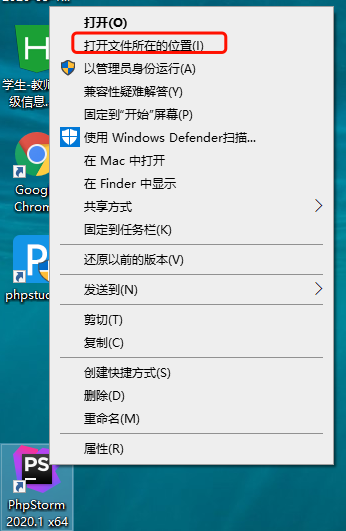 打开(O)
打开文件所在的位置(I)
以管理员身份运行(A)
兼容性疑难解答(Y)
固定到"开始"屏幕(P)
使用 Windows Defender扫描...
在 Mac 中打开
在 Finder 中显示
共享方式
固定到任务栏(K)
还原以前的版本(V)
发送到(N)
剪切(T)
复制(C)
创建快捷方式(S)
删除(D)
重命名(M)
属性(R)
学生-教师
级信息.
Goog
Chrom
phpstud
PS
PhpStorm
2020.1 x64